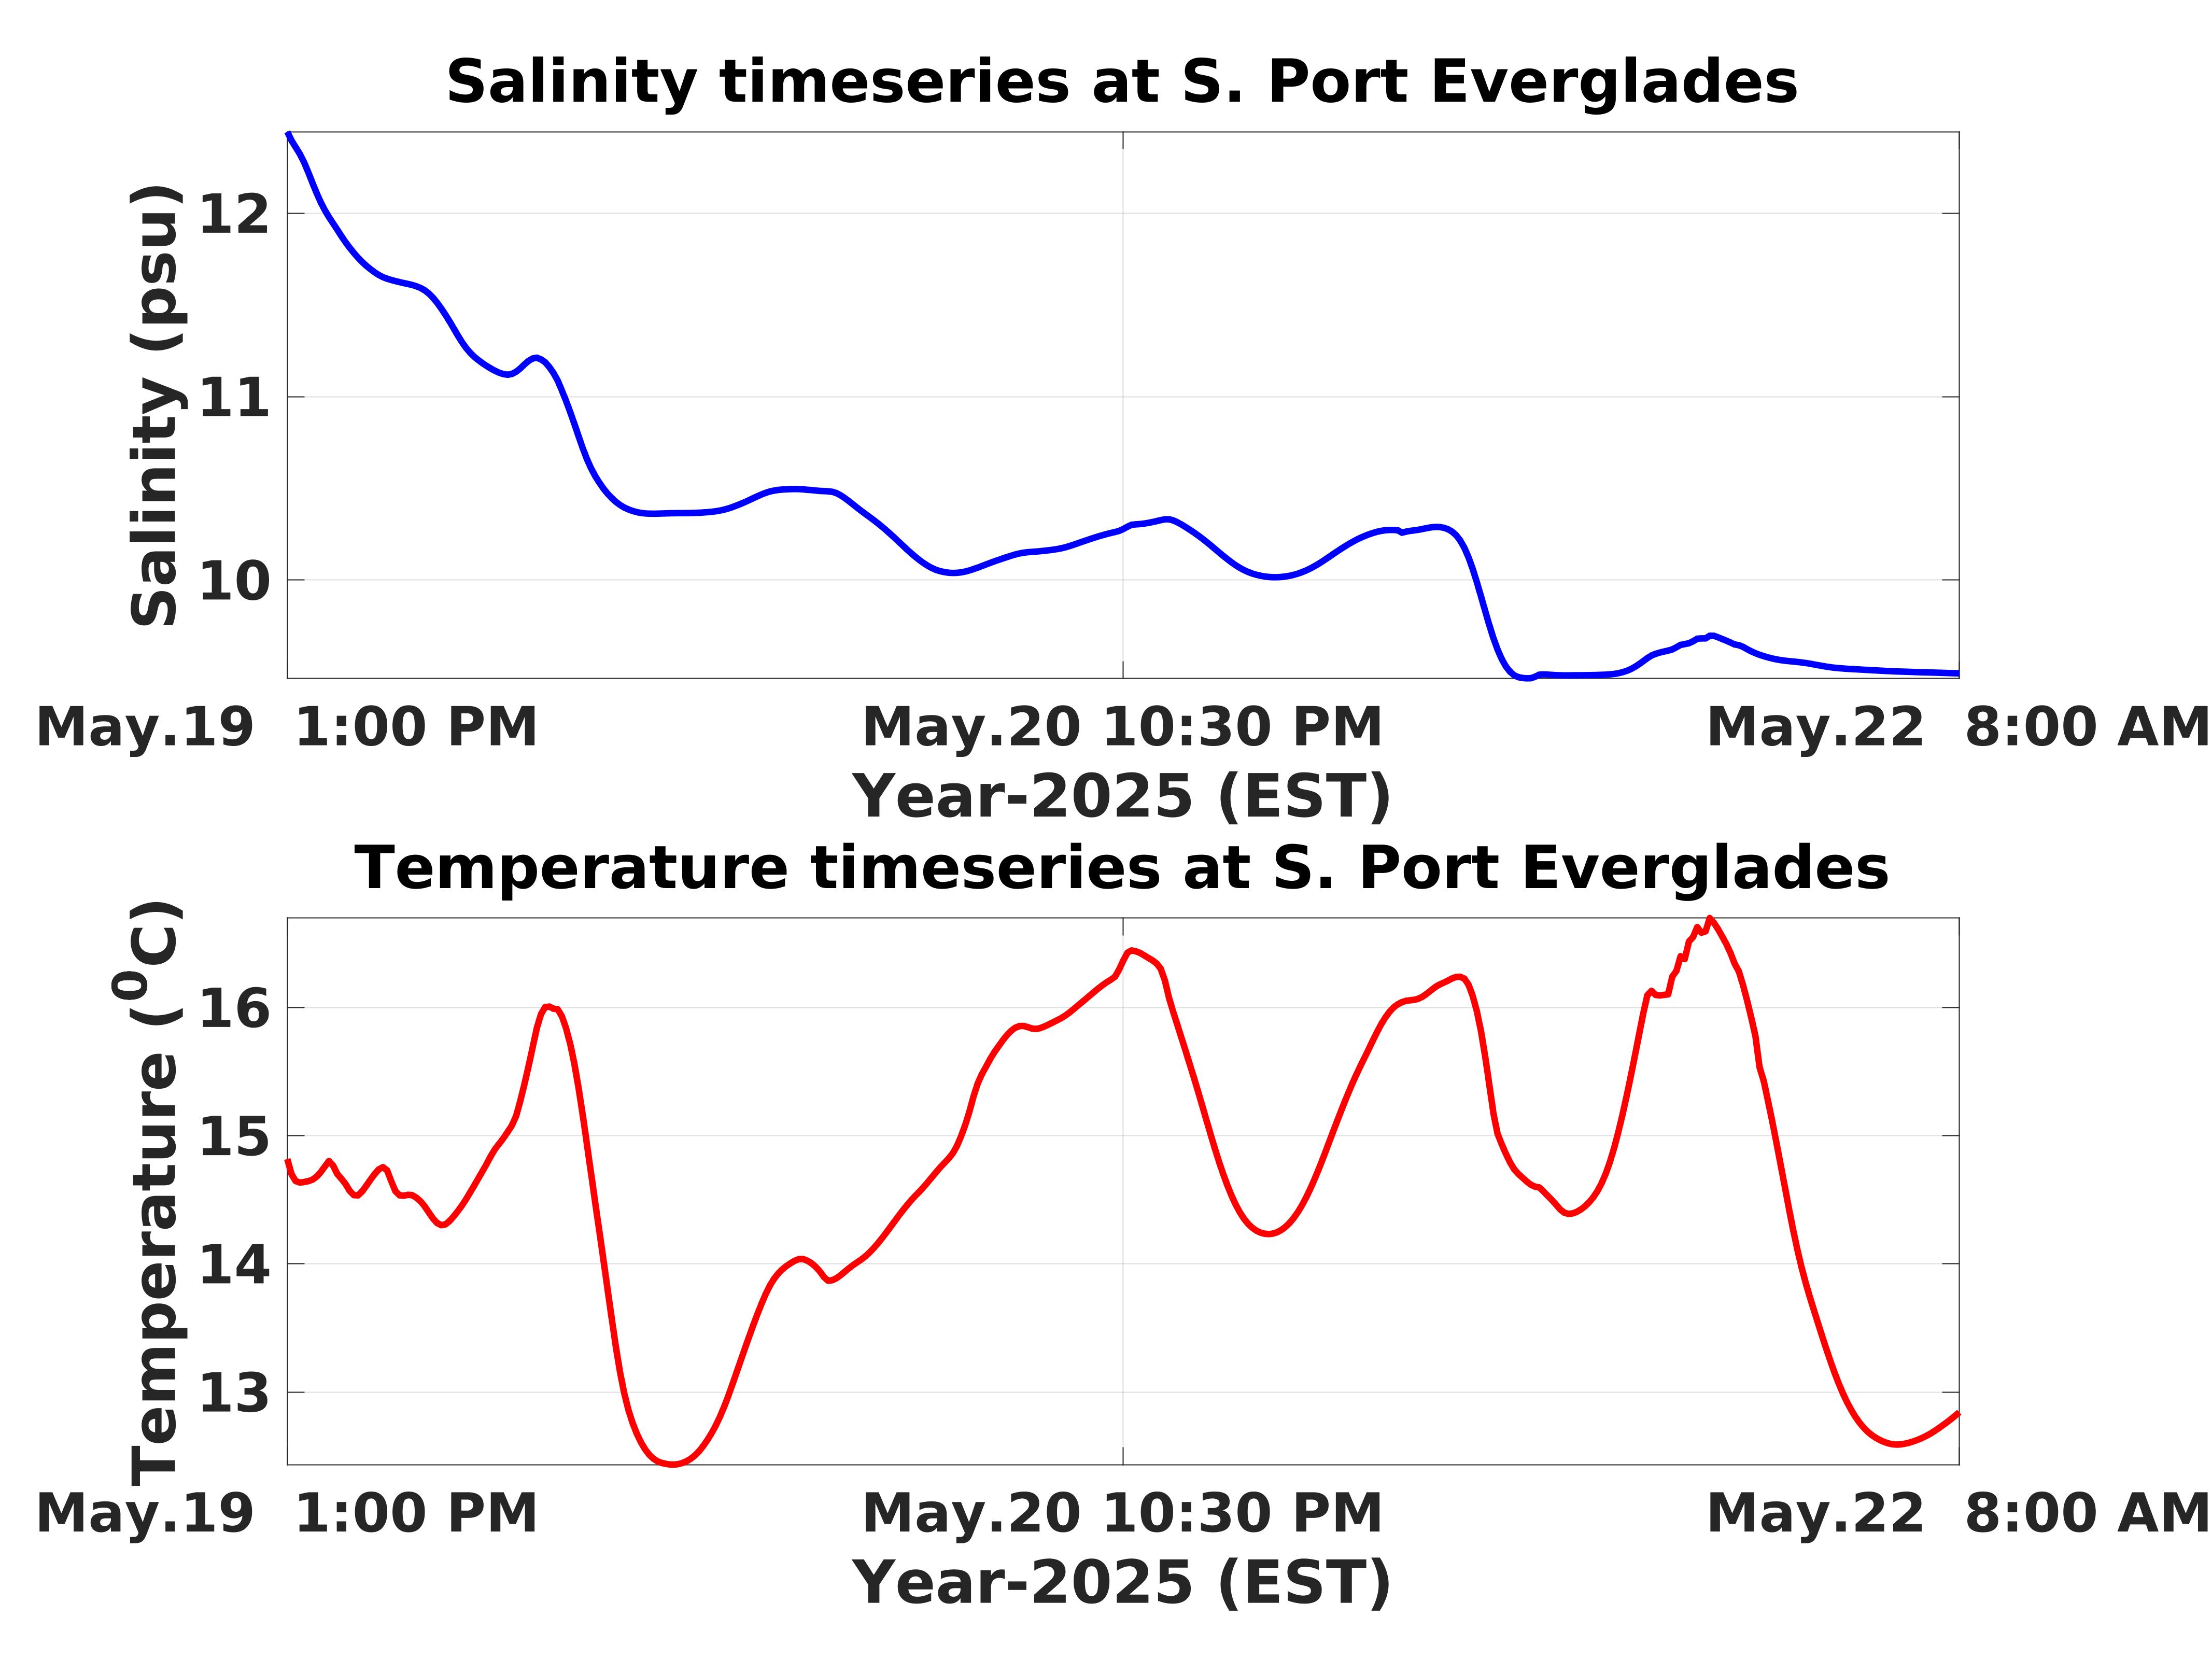 Salinity timeseries at S. Port Everglades
Salinity (psu)
12
11
10
May.19 1:00 PM May.20 10:30 PM May.22 8:00 AM
Year-2025 (EST)
Temperature timeseries at S. Port Everglades
Temperature (⁰C)
16
15
14
13
May.19 1:00 PM May.20 10:30 PM May.22 8:00 AM
Year-2025 (EST)